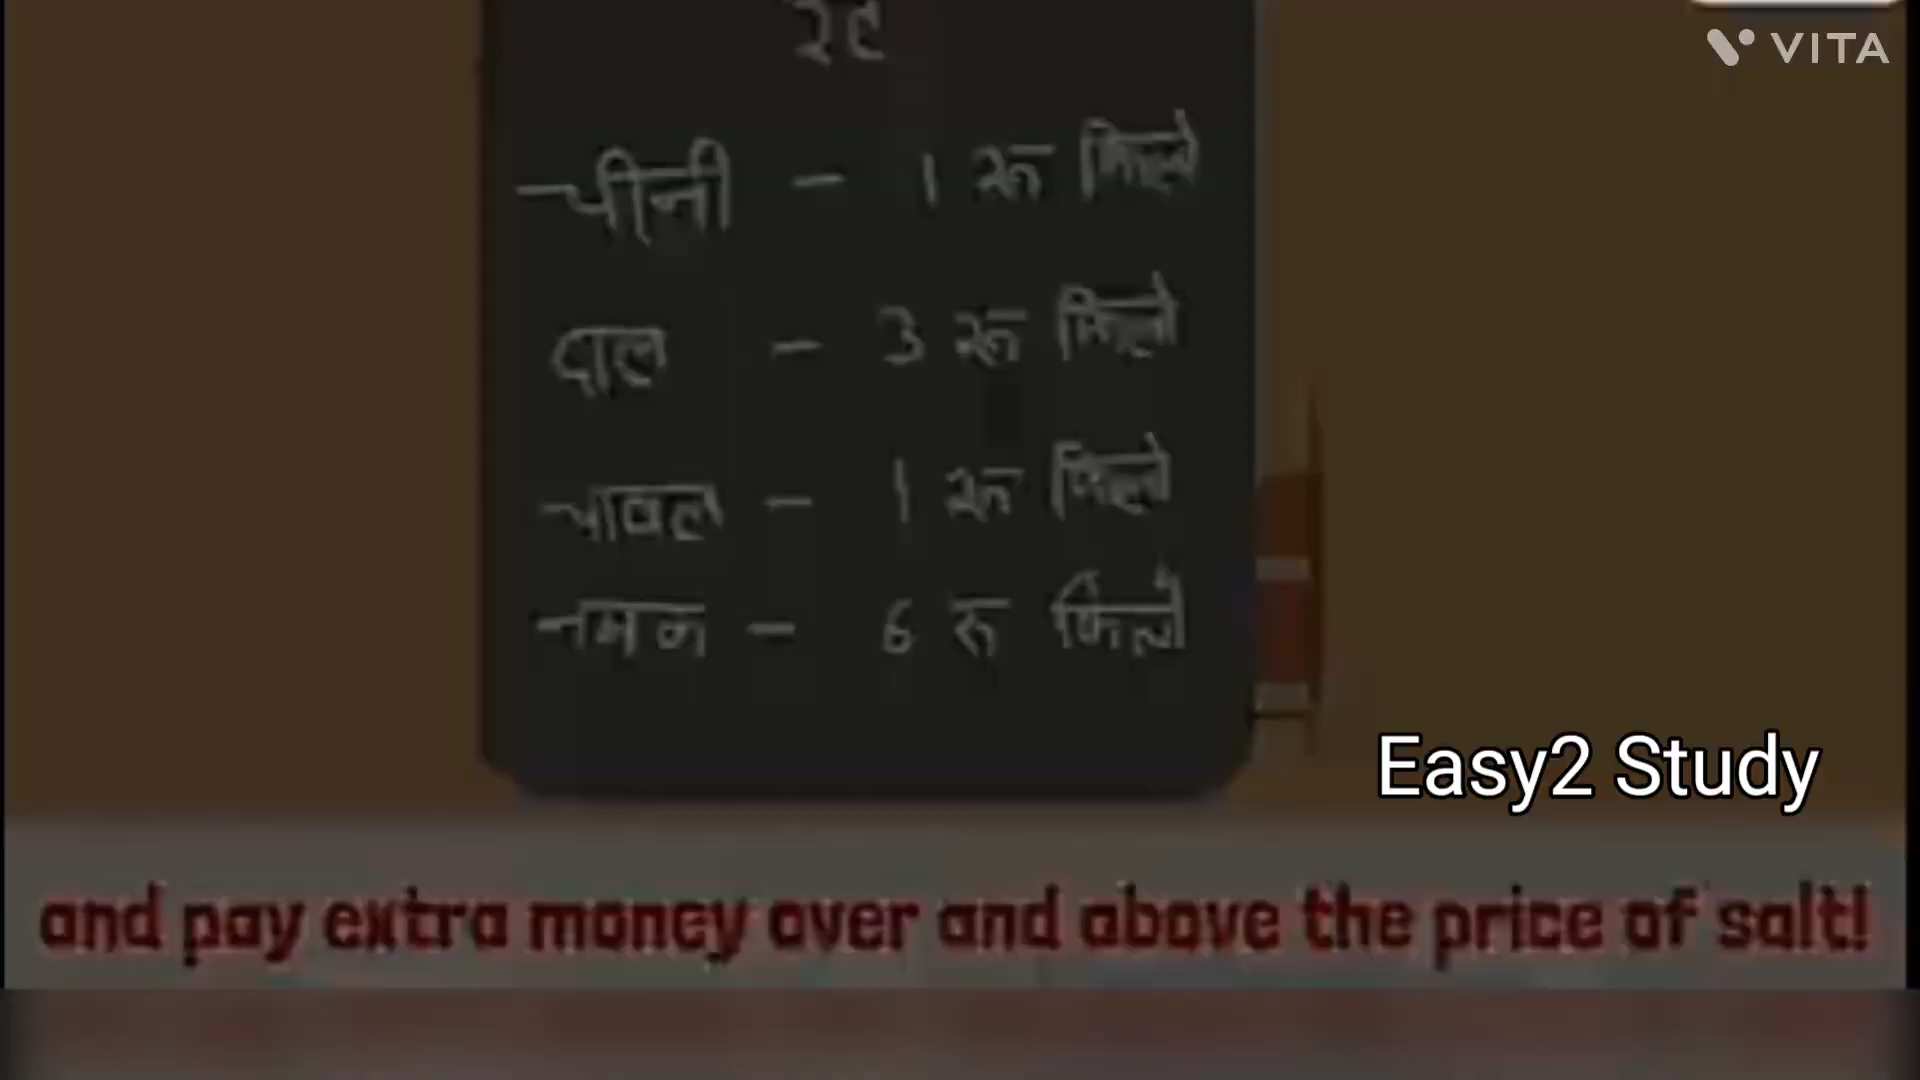 VITA
रेट
चीनी - 1 रू किलो
दाल - 3 रू किलो
चावल - 1 रू किलो
नमक - 6 रु किलो
Easy2 Study
and pay extra money over and above the price of salt!